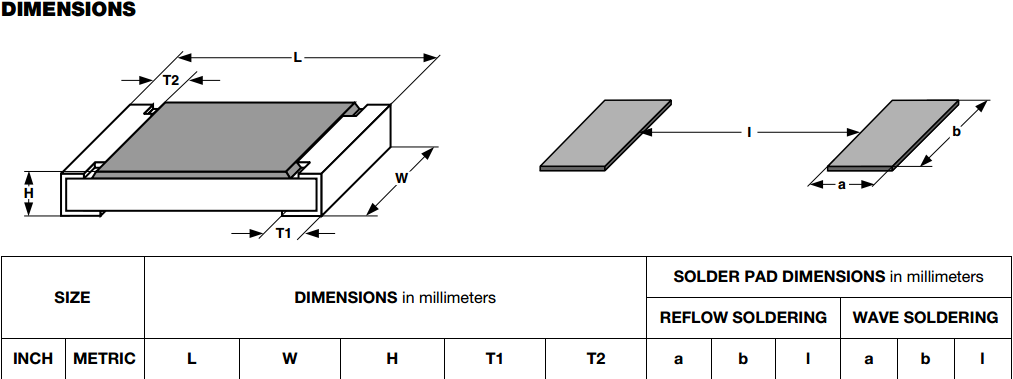 DIMENSIONS
L
T2
l
b
a
W
H
T1
SIZE
DIMENSIONS in millimeters
SOLDER PAD DIMENSIONS in millimeters
REFLOW SOLDERING
WAVE SOLDERING
INCH METRIC L W H T1 T2 a b l a b l